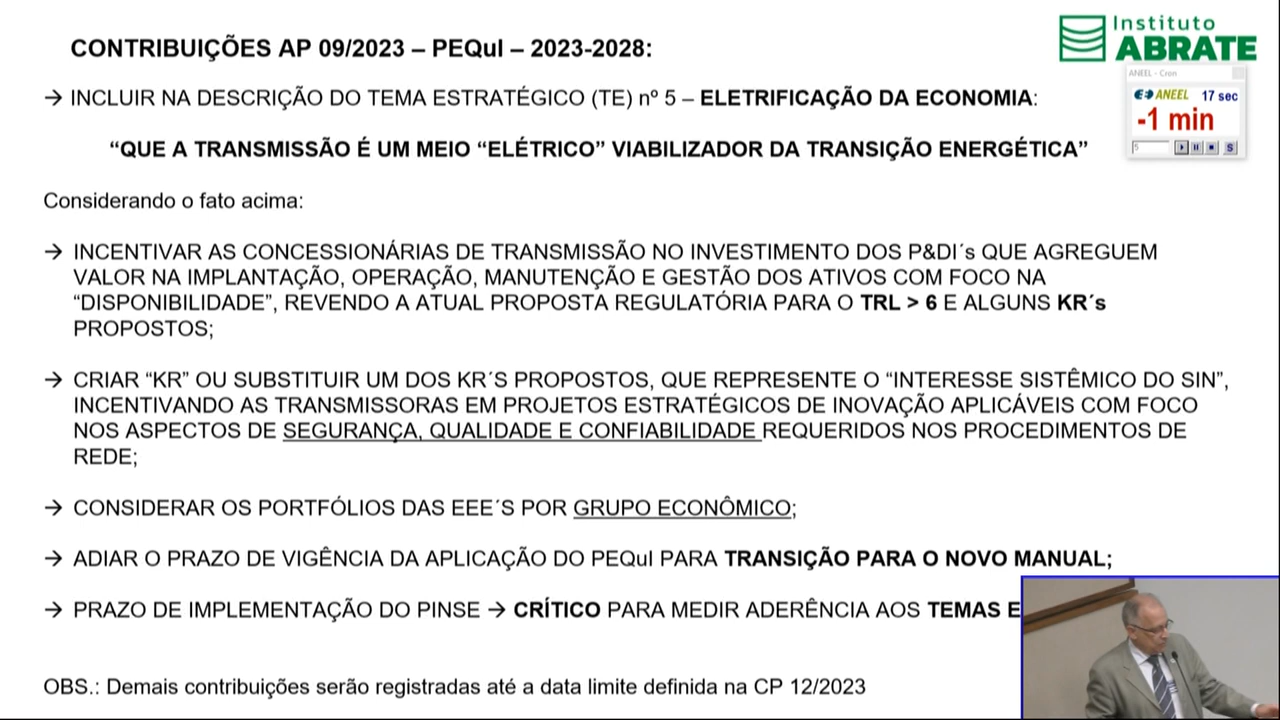 CONTRIBUIÇÕES AP 09/2023 – PEQuI – 2023-2028:
Instituto
ABRATE
ANEEL - Cron
ANEEL 17 sec
-1 min
5
S
→ INCLUIR NA DESCRIÇÃO DO TEMA ESTRATÉGICO (TE) nº 5 – ELETRIFICAÇÃO DA ECONOMIA:
“QUE A TRANSMISSÃO É UM MEIO “ELÉTRICO” VIABILIZADOR DA TRANSIÇÃO ENERGÉTICA”
Considerando o fato acima:
→ INCENTIVAR AS CONCESSIONÁRIAS DE TRANSMISSÃO NO INVESTIMENTO DOS P&DI´s QUE AGREGUEM
VALOR NA IMPLANTAÇÃO, OPERAÇÃO, MANUTENÇÃO E GESTÃO DOS ATIVOS COM FOCO NA
“DISPONIBILIDADE”, REVENDO A ATUAL PROPOSTA REGULATÓRIA PARA O TRL > 6 E ALGUNS KR´s
PROPOSTOS;
→ CRIAR “KR” OU SUBSTITUIR UM DOS KR´S PROPOSTOS, QUE REPRESENTE O “INTERESSE SISTÊMICO DO SIN”,
INCENTIVANDO AS TRANSMISSORAS EM PROJETOS ESTRATÉGICOS DE INOVAÇÃO APLICÁVEIS COM FOCO
NOS ASPECTOS DE SEGURANÇA, QUALIDADE E CONFIABILIDADE REQUERIDOS NOS PROCEDIMENTOS DE
REDE;
→ CONSIDERAR OS PORTFÓLIOS DAS EEE´S POR GRUPO ECONÔMICO;
→ ADIAR O PRAZO DE VIGÊNCIA DA APLICAÇÃO DO PEQuI PARA TRANSIÇÃO PARA O NOVO MANUAL;
→ PRAZO DE IMPLEMENTAÇÃO DO PINSE → CRÍTICO PARA MEDIR ADERÊNCIA AOS TEMAS E
OBS.: Demais contribuições serão registradas até a data limite definida na CP 12/2023